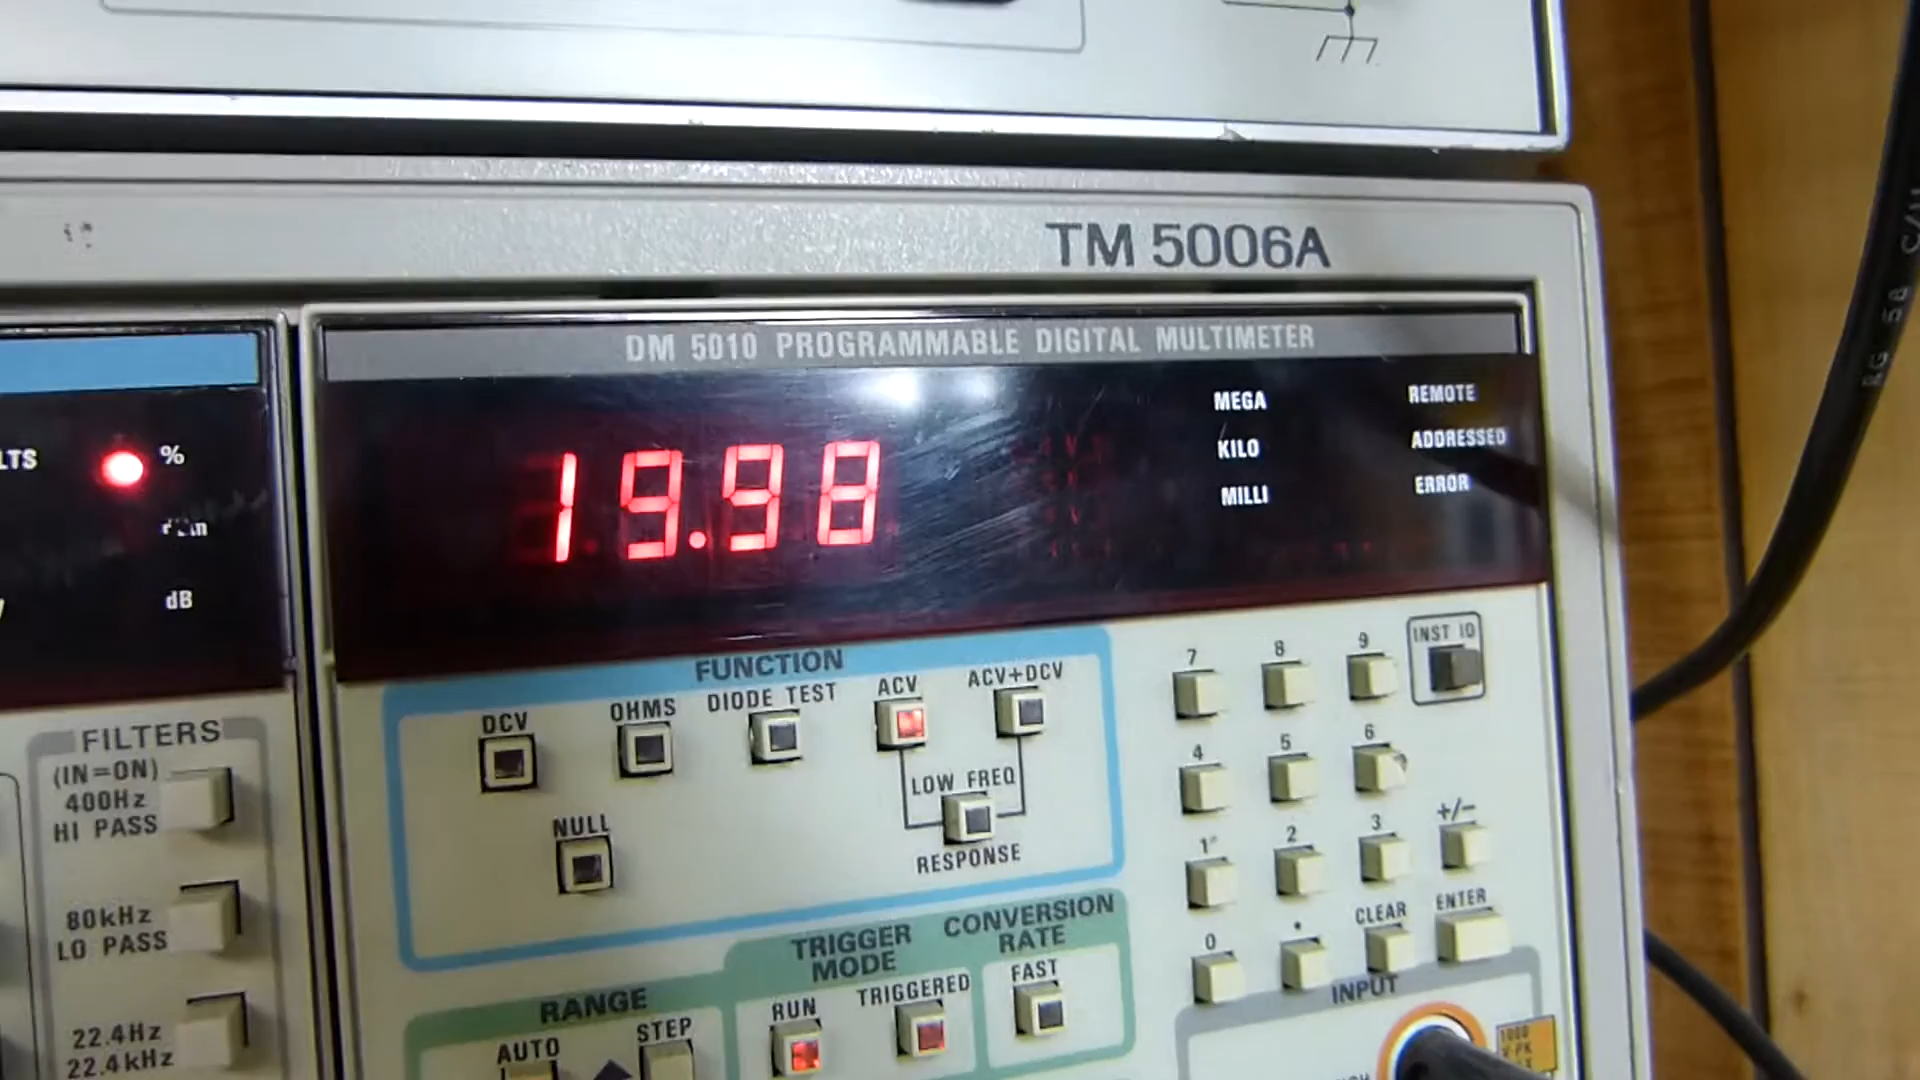 TM 5006A
DM 5010 PROGRAMMABLE DIGITAL MULTIMETER
LTS
%
dB
19.98
MEGA
KILO
MILLI
REMOTE
ADDRESSED
ERROR
FILTERS
(IN=ON)
400Hz
HI PASS
80kHz
LO PASS
22.4Hz
22.4kHz
FUNCTION
DCV
OHMS
DIODE TEST
ACV
ACV+DCV
LOW FREQ
RESPONSE
NULL
TRIGGER
MODE
CONVERSION
RATE
RUN
TRIGGERED
FAST
RANGE
AUTO
STEP
7
8
9
INST ID
4
5
6
1
2
3
+/-
0
.
CLEAR
ENTER
INPUT
RG 58 C/U